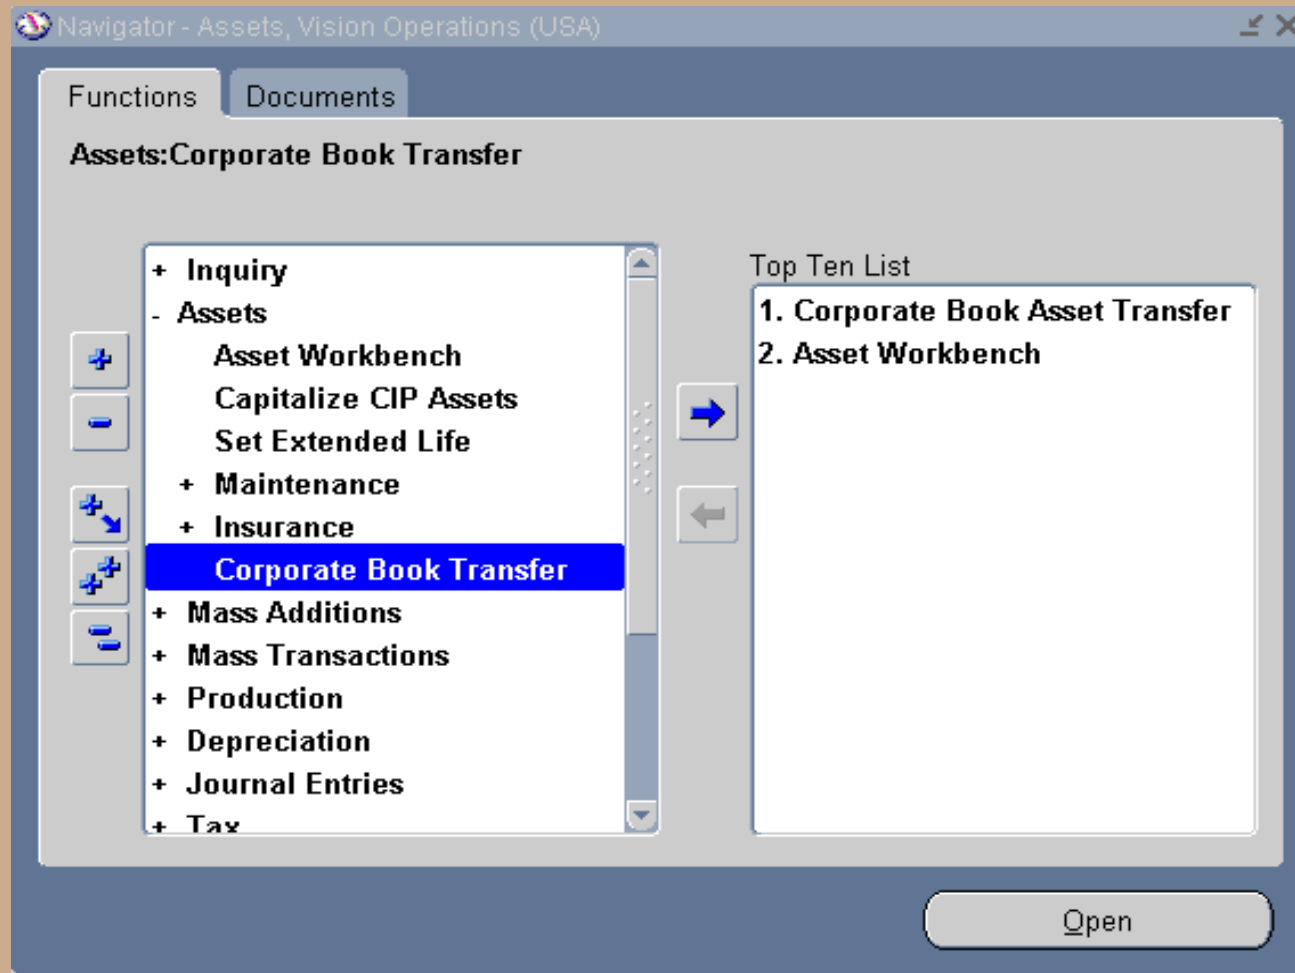 Navigator - Assets, Vision Operations (USA)
Functions
Documents
Assets:Corporate Book Transfer
+ Inquiry
- Assets
Asset Workbench
Capitalize CIP Assets
Set Extended Life
+ Maintenance
+ Insurance
Corporate Book Transfer
+ Mass Additions
+ Mass Transactions
+ Production
+ Depreciation
+ Journal Entries
+ Tax
Top Ten List
1. Corporate Book Asset Transfer
2. Asset Workbench
Open